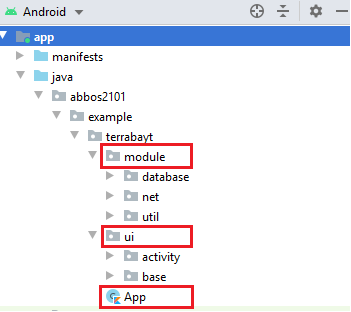 Android
app
manifests
java
abbos2101
example
terrabayt
module
database
net
util
ui
activity
base
App